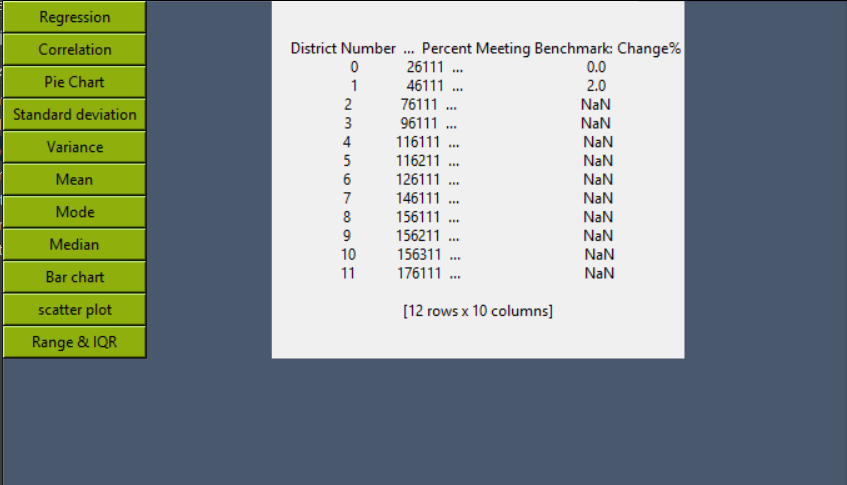 Regression
Correlation
Pie Chart
Standard deviation
Variance
Mean
Mode
Median
Bar chart
scatter plot
Range & IQR
District Number ... Percent Meeting Benchmark: Change%
0 26111 ... 0.0
1 46111 ... 2.0
2 76111 ... NaN
3 96111 ... NaN
4 116111 ... NaN
5 116211 ... NaN
6 126111 ... NaN
7 146111 ... NaN
8 156111 ... NaN
9 156211 ... NaN
10 156311 ... NaN
11 176111 ... NaN
[12 rows x 10 columns]